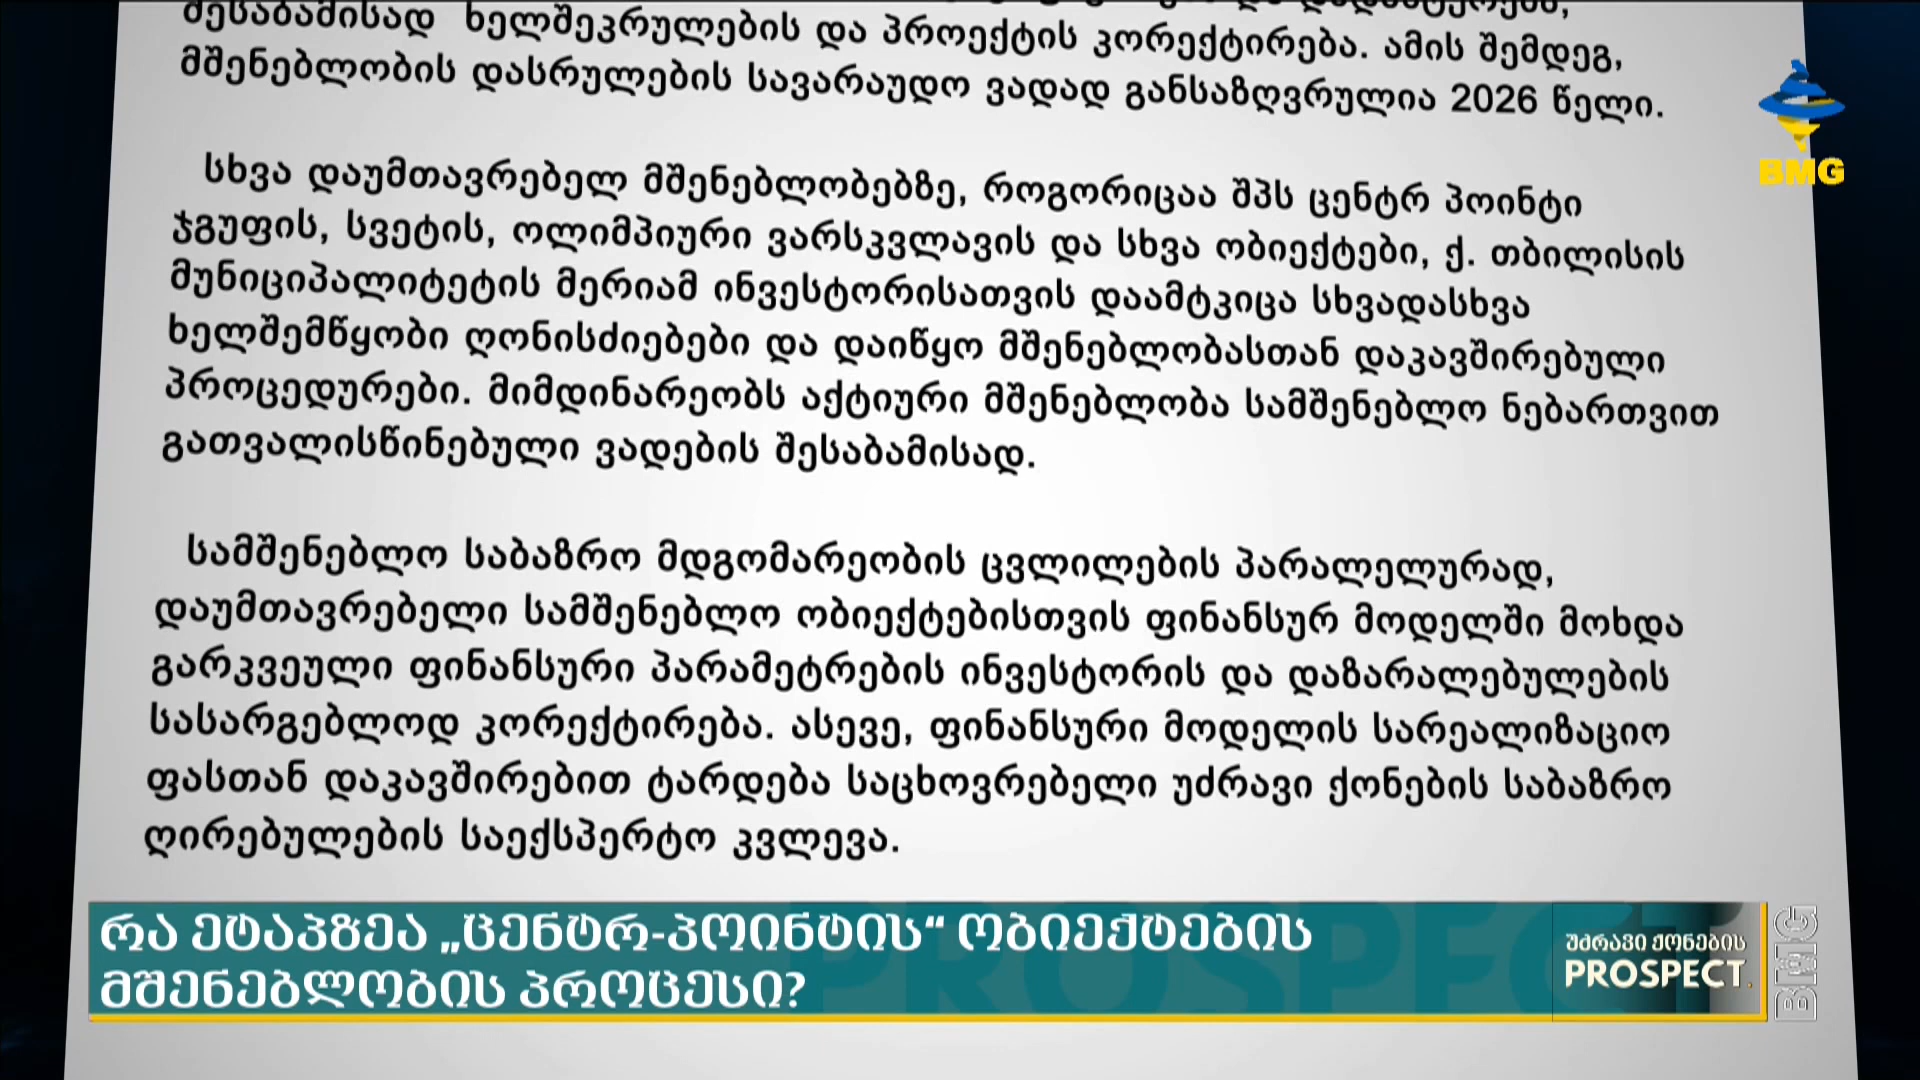 შესაბამისად ხელშეკრულების და პროექტის კორექტირება. ამის შემდეგ,
მშენებლობის დასრულების სავარაუდო ვადად განსაზღვრულია 2026 წელი.
სხვა დაუმთავრებელ მშენებლობებზე, როგორიცაა შპს ცენტრ პოინტი
ჯგუფის, სვეტის, ოლიმპიური ვარსკვლავის და სხვა ობიექტები, ქ. თბილისის
მუნიციპალიტეტის მერიამ ინვესტორისათვის დაამტკიცა სხვადასხვა
ხელშემწყობი ღონისძიებები და დაიწყო მშენებლობასთან დაკავშირებული
პროცედურები. მიმდინარეობს აქტიური მშენებლობა სამშენებლო ნებართვით
გათვალისწინებული ვადების შესაბამისად.
სამშენებლო საბაზრო მდგომარეობის ცვლილების პარალელურად,
დაუმთავრებელი სამშენებლო ობიექტებისთვის ფინანსურ მოდელში მოხდა
გარკვეული ფინანსური პარამეტრების ინვესტორის და დაზარალებულების
სასარგებლოდ კორექტირება. ასევე, ფინანსური მოდელის სარეალიზაციო
ფასთან დაკავშირებით ტარდება საცხოვრებელი უძრავი ქონების საბაზრო
ღირებულების საექსპერტო კვლევა.
BMG
რა ეტაპზეა „ცენტრ-პოინტის“ ობიექტების
მშენებლობის პროცესი?
უძრავი ქონების
PROSPECT.
BMG